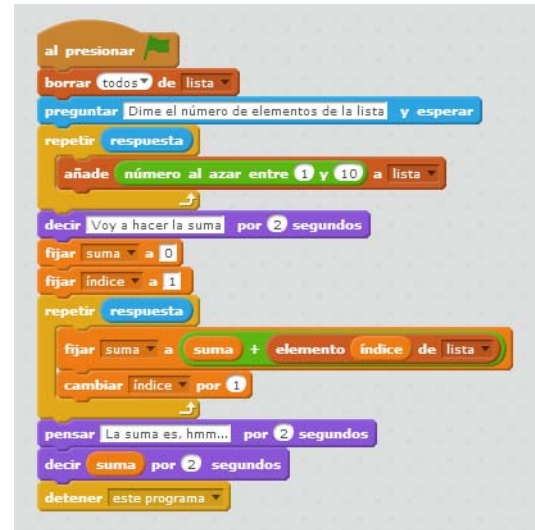 al presionar
borrar todos de lista
preguntar Dime el número de elementos de la lista y esperar
repetir respuesta
añade número al azar entre 1 y 10 a lista
decir Voy a hacer la suma por 2 segundos
fijar suma a 0
fijar índice a 1
repetir respuesta
fijar suma a suma + elemento índice de lista
cambiar índice por 1
pensar La suma es, hmm... por 2 segundos
decir suma por 2 segundos
detener este programa